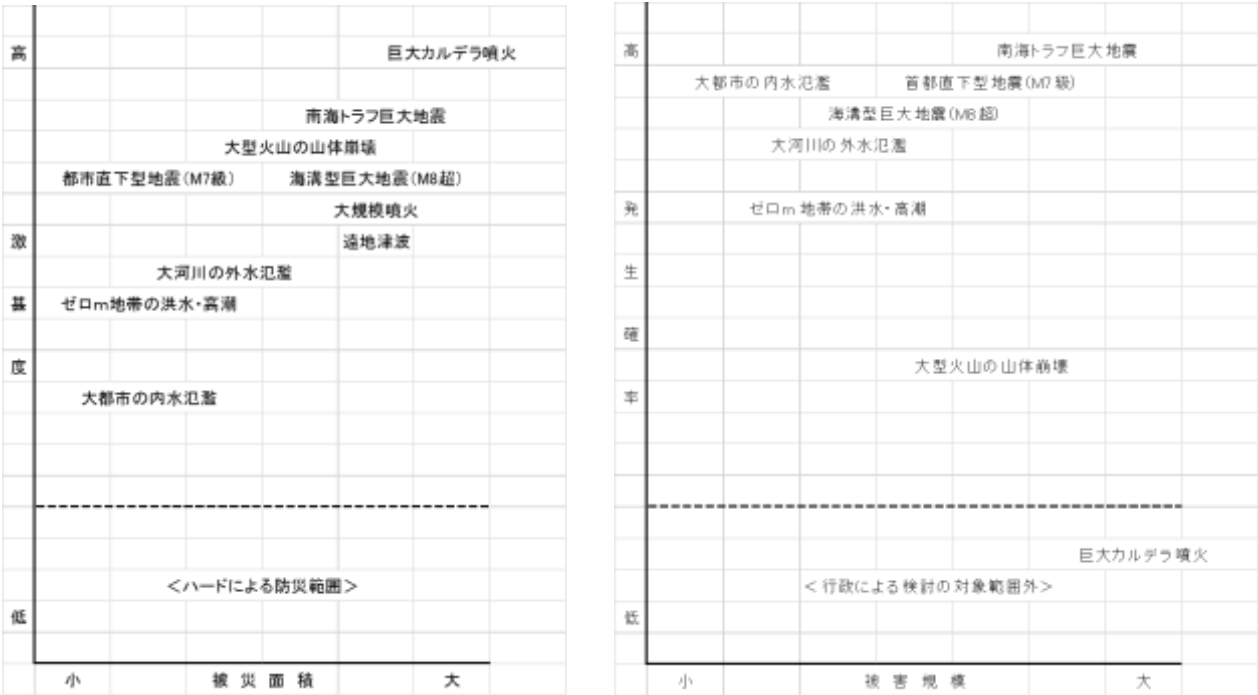 高
巨大カルデラ噴火
南海トラフ巨大地震
大型火山の山体崩壊
都市直下型地震(M7級)
海溝型巨大地震(M8超)
大規模噴火
激
遠地津波
大河川の外水氾濫
甚
ゼロm地帯の洪水・高潮
度
大都市の内水氾濫
<ハードによる防災範囲>
低
小 被災面積 大
高
南海トラフ巨大地震
大都市の内水氾濫
首都直下型地震(M7級)
海溝型巨大地震(M8超)
大河川の外水氾濫
発
ゼロm地帯の洪水・高潮
生
確
大型火山の山体崩壊
率
巨大カルデラ噴火
<行政による検討の対象範囲外>
低
小 被害規模 大